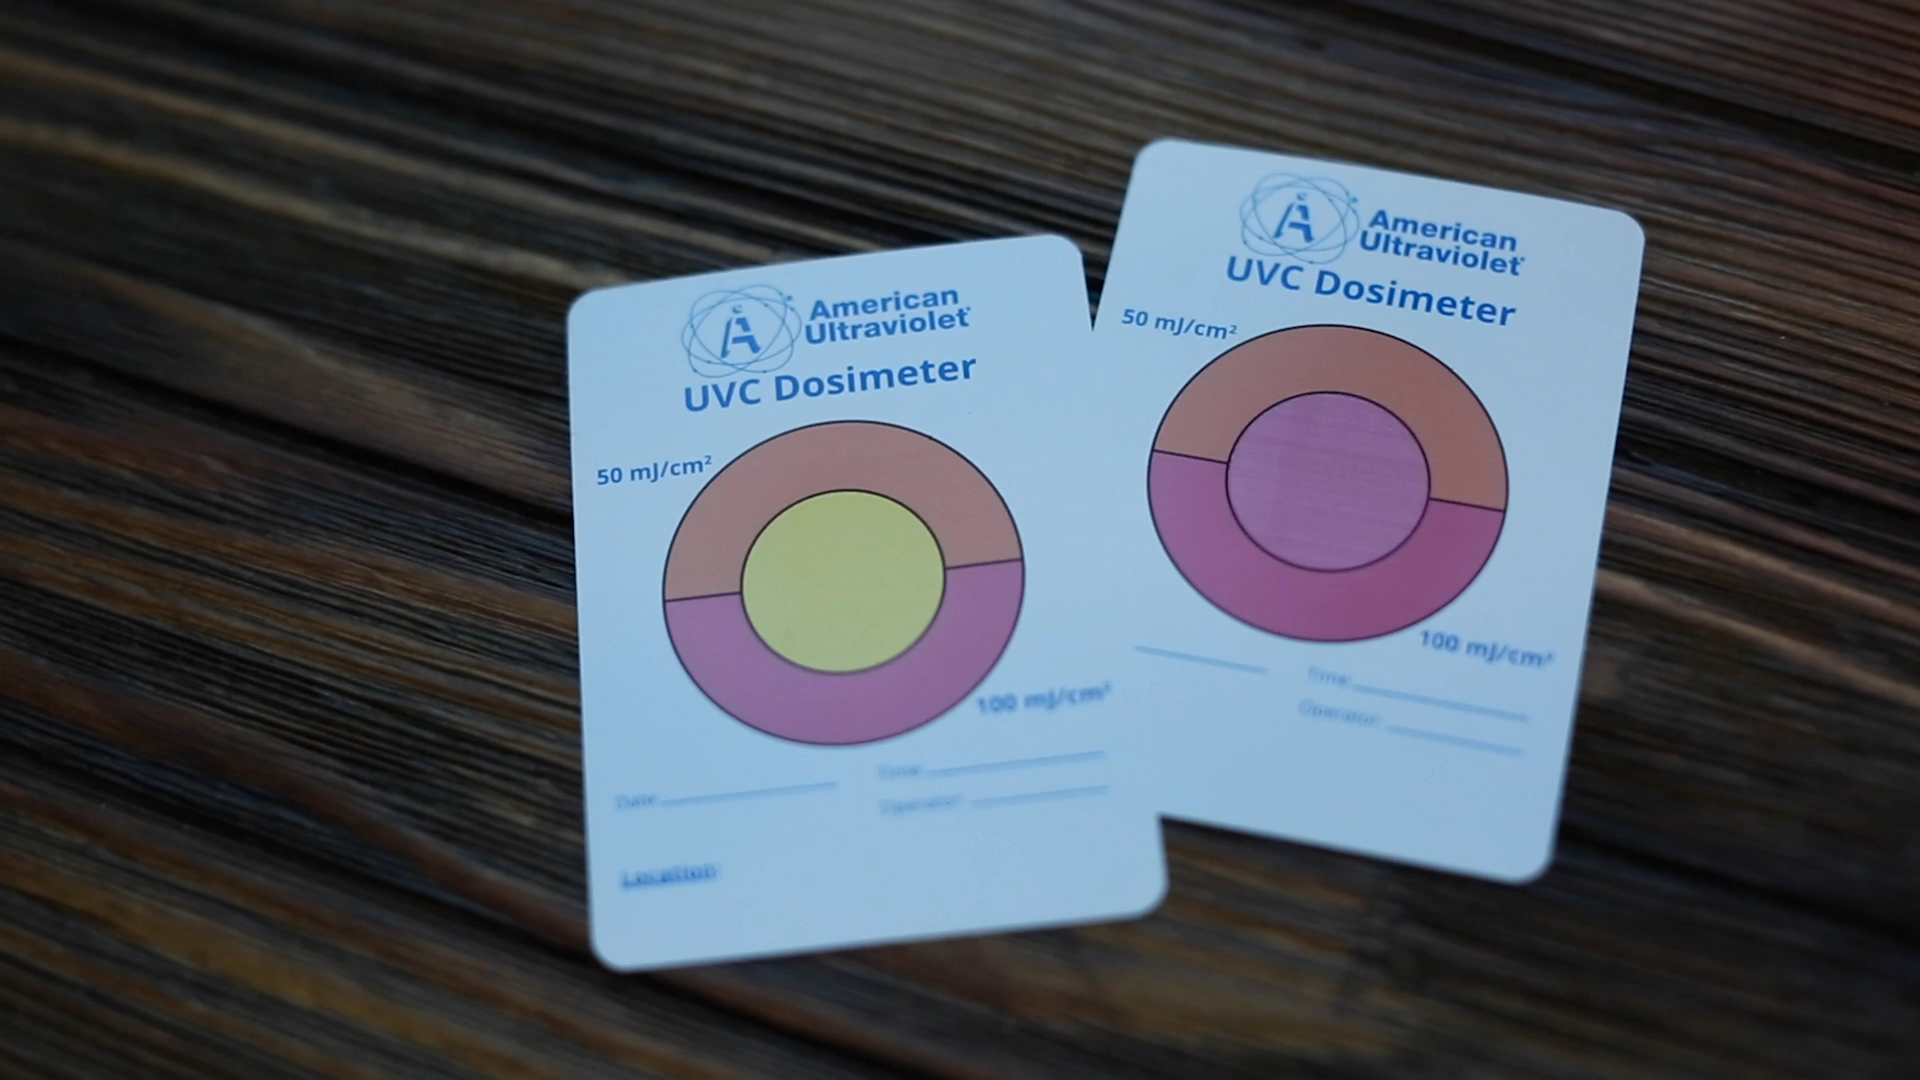 American
Ultraviolet
UVC Dosimeter
50 mJ/cm²
100 mJ/cm²
Date:
Time:
Operator:
Location
American
Ultraviolet
UVC Dosimeter
50 mJ/cm²
100 mJ/cm²
Time:
Operator: